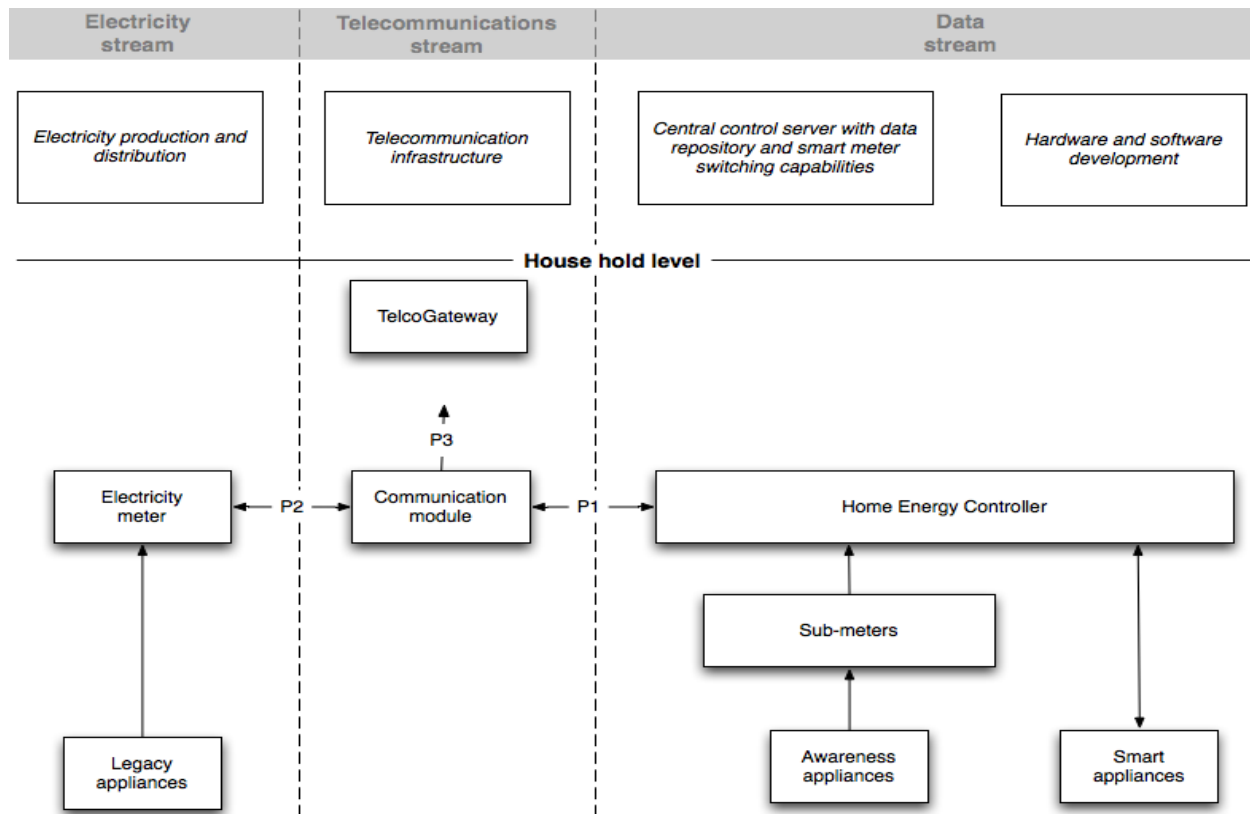 Electricity
stream
Telecommunications
stream
Data
stream
Electricity production and
distribution
Telecommunication
infrastructure
Central control server with data
repository and smart meter
switching capabilities
Hardware and software
development
House hold level
TelcoGateway
P3
Electricity
meter
P2
Communication
module
P1
Home Energy Controller
Sub-meters
Legacy
appliances
Awareness
appliances
Smart
appliances